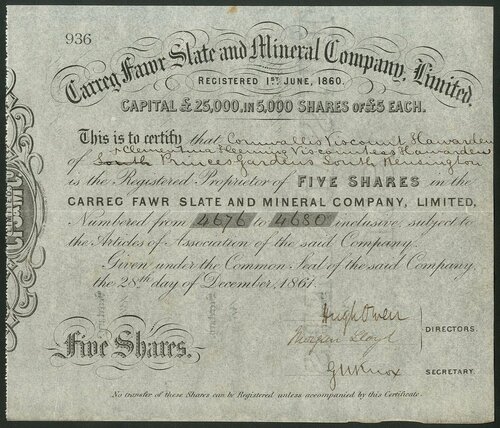 936
Carreg Fawr Slate and Mineral Company, Limited.
REGISTERED 1ST JUNE, 1860.
CAPITAL £25,000, IN 5,000 SHARES OF £5 EACH.
This is to certify that Cornwallis Viscount Hawarden
& Clementina Fleeming Viscountess Hawarden
of South Princes Gardens South Kensington
is the Registered Proprietor of FIVE SHARES in the
CARREG FAWR SLATE AND MINERAL COMPANY, LIMITED,
Numbered from 4676 to 4680 inclusive, subject to
the Articles of Association of the said Company.
Given under the Common Seal of the said Company,
the 28th day of December, 1861.
Hugh Owen
Morgan Lloyd
DIRECTORS.
Five Shares.
Knox
SECRETARY.
No transfer of these Shares can be Registered unless accompanied by this Certificate.